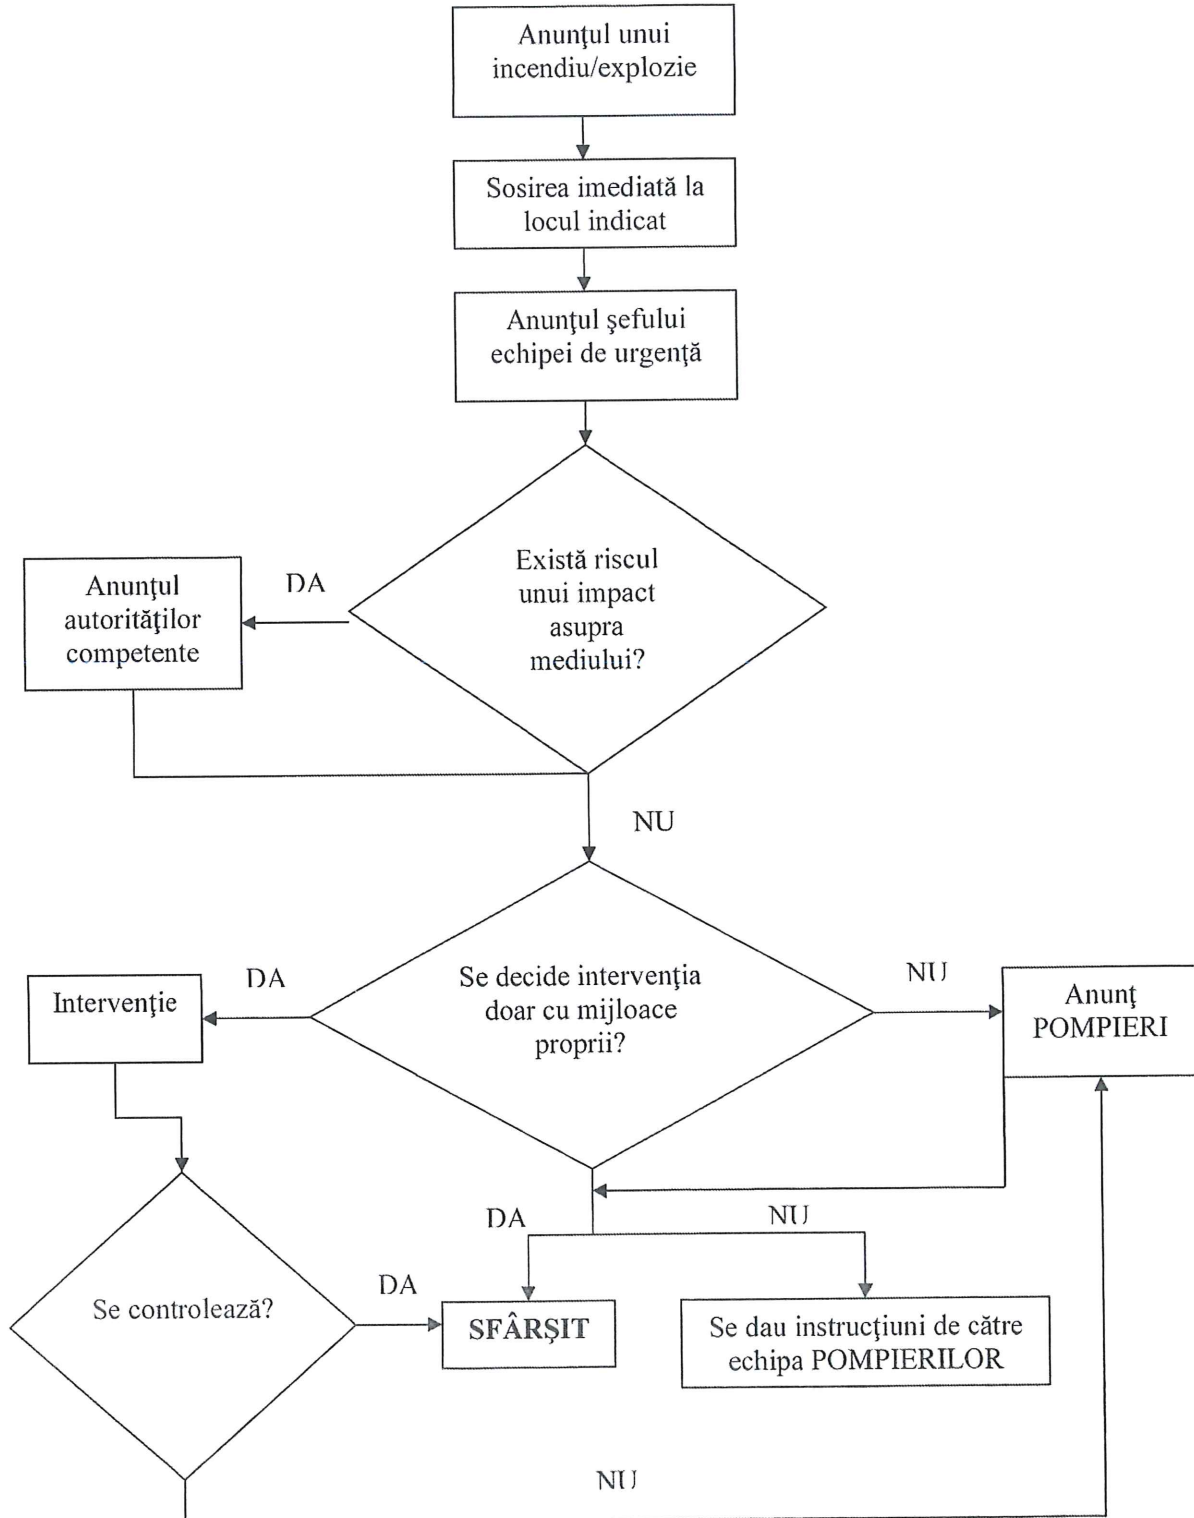 Anunţul unui
incendiu/explozie
Sosirea imediată la
locul indicat
Anunţul şefului
echipei de urgenţă
Există riscul
unui impact
asupra
mediului?
DA
Anunţul
autorităţilor
competente
NU
Se decide intervenţia
doar cu mijloace
proprii?
DA
Intervenţie
NU
Anunţ
POMPIERI
DA
NU
Se controlează?
DA
SFÂRŞIT
Se dau instrucţiuni de către
echipa POMPIERILOR
NU